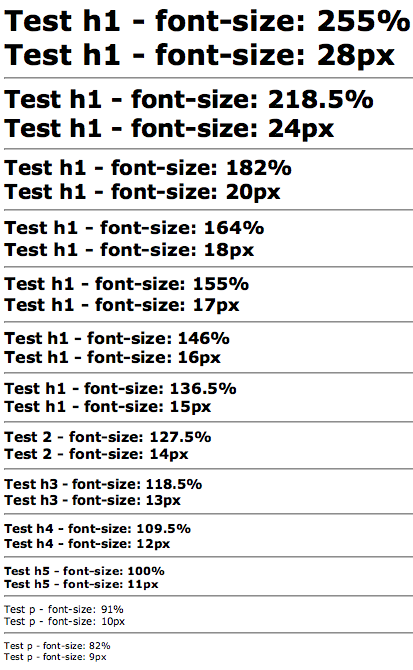 Test h1 - font-size: 255%
Test h1 - font-size: 28px
Test h1 - font-size: 218.5%
Test h1 - font-size: 24px
Test h1 - font-size: 182%
Test h1 - font-size: 20px
Test h1 - font-size: 164%
Test h1 - font-size: 18px
Test h1 - font-size: 155%
Test h1 - font-size: 17px
Test h1 - font-size: 146%
Test h1 - font-size: 16px
Test h1 - font-size: 136.5%
Test h1 - font-size: 15px
Test 2 - font-size: 127.5%
Test 2 - font-size: 14px
Test h3 - font-size: 118.5%
Test h3 - font-size: 13px
Test h4 - font-size: 109.5%
Test h4 - font-size: 12px
Test h5 - font-size: 100%
Test h5 - font-size: 11px
Test p - font-size: 91%
Test p - font-size: 10px
Test p - font-size: 82%
Test p - font-size: 9px